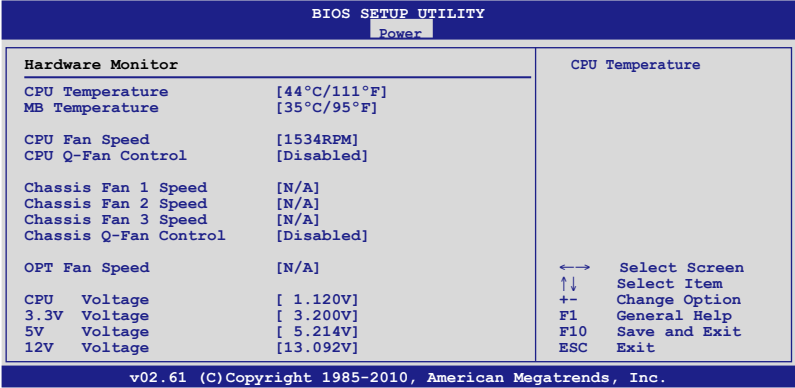 BIOS SETUP UTILITY
Power
Hardware Monitor
CPU Temperature [44°C/111°F]
MB Temperature [35°C/95°F]
CPU Fan Speed [1534RPM]
CPU Q-Fan Control [Disabled]
Chassis Fan 1 Speed [N/A]
Chassis Fan 2 Speed [N/A]
Chassis Fan 3 Speed [N/A]
Chassis Q-Fan Control [Disabled]
OPT Fan Speed [N/A]
CPU Voltage [ 1.120V]
3.3V Voltage [ 3.200V]
5V Voltage [ 5.214V]
12V Voltage [13.092V]
CPU Temperature
←→ Select Screen
↑↓ Select Item
+- Change Option
F1 General Help
F10 Save and Exit
ESC Exit
v02.61 (C)Copyright 1985-2010, American Megatrends, Inc.